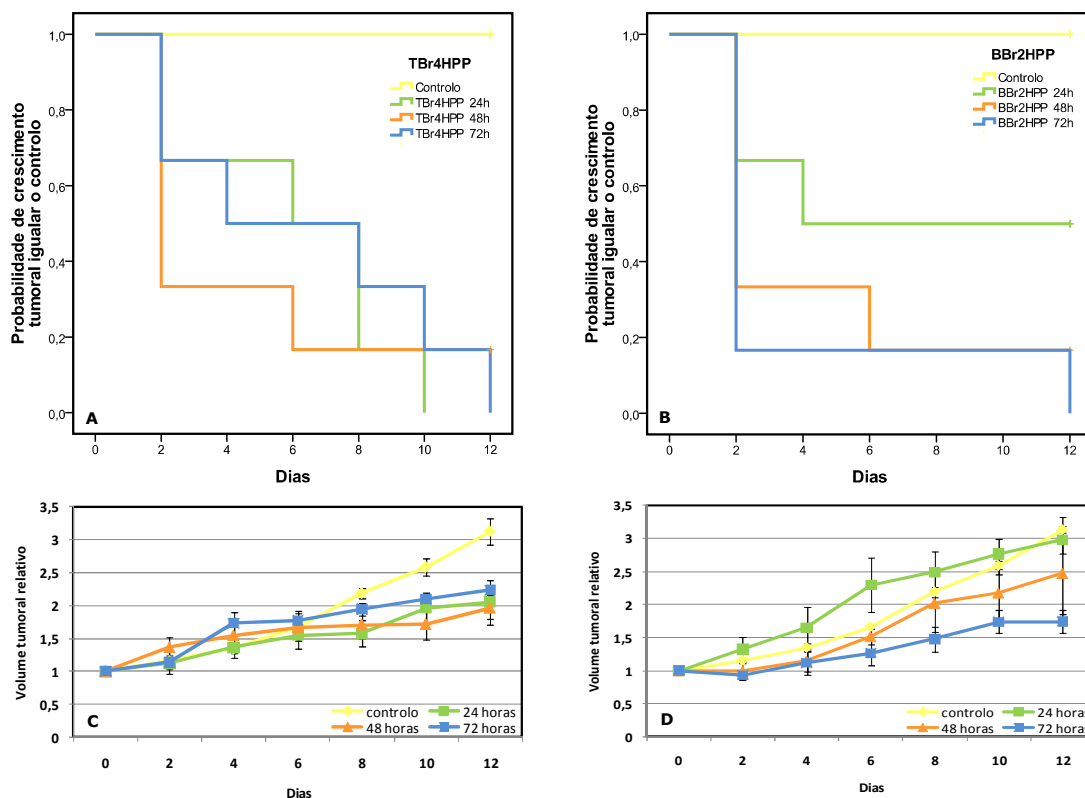 Probabilidade de crescimento
tumoral igualar o controlo
1,0
0,8
0,6
0,4
0,2
0,0
TBr4HPP
Controlo
TBr4HPP 24h
TBr4HPP 48h
TBr4HPP 72h
A
0 2 4 6 8 10 12
Dias
Probabilidade de crescimento
tumoral igualar o controlo
1,0
0,8
0,6
0,4
0,2
0,0
BBr2HPP
Controlo
BBr2HPP 24h
BBr2HPP 48h
BBr2HPP 72h
B
0 2 4 6 8 10 12
Dias
Volume tumoral relativo
3,5
3
2,5
2
1,5
1
0,5
0
C
controlo 24 horas
48 horas 72 horas
0 2 4 6 8 10 12
Dias
Volume tumoral relativo
3,5
3
2,5
2
1,5
1
0,5
0
D
controlo 24 horas
48 horas 72 horas
0 2 4 6 8 10 12
Dias